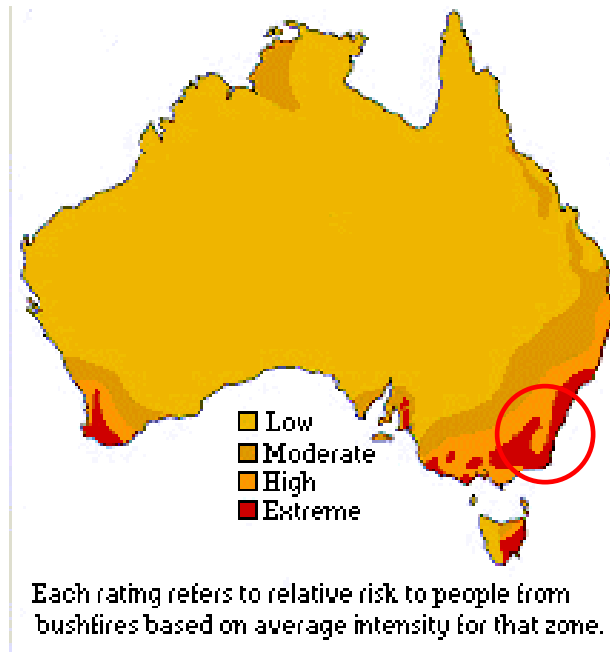 Low
Moderate
High
Extreme
Each rating refers to relative risk to people from
bushfires based on average intensity for that zone.